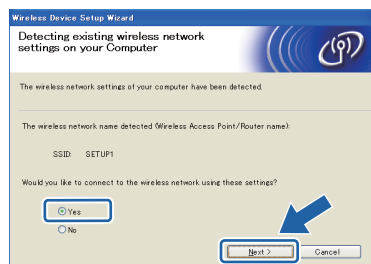 Wireless Device Setup Wizard
Detecting existing wireless network
settings on your Computer
The wireless network settings of your computer have been detected.
The wireless network name detected (Wireless Access Point/Router name):
SSID: SETUP1
Would you like to connect to the wireless network using these settings?
Yes
No
Next >
Cancel